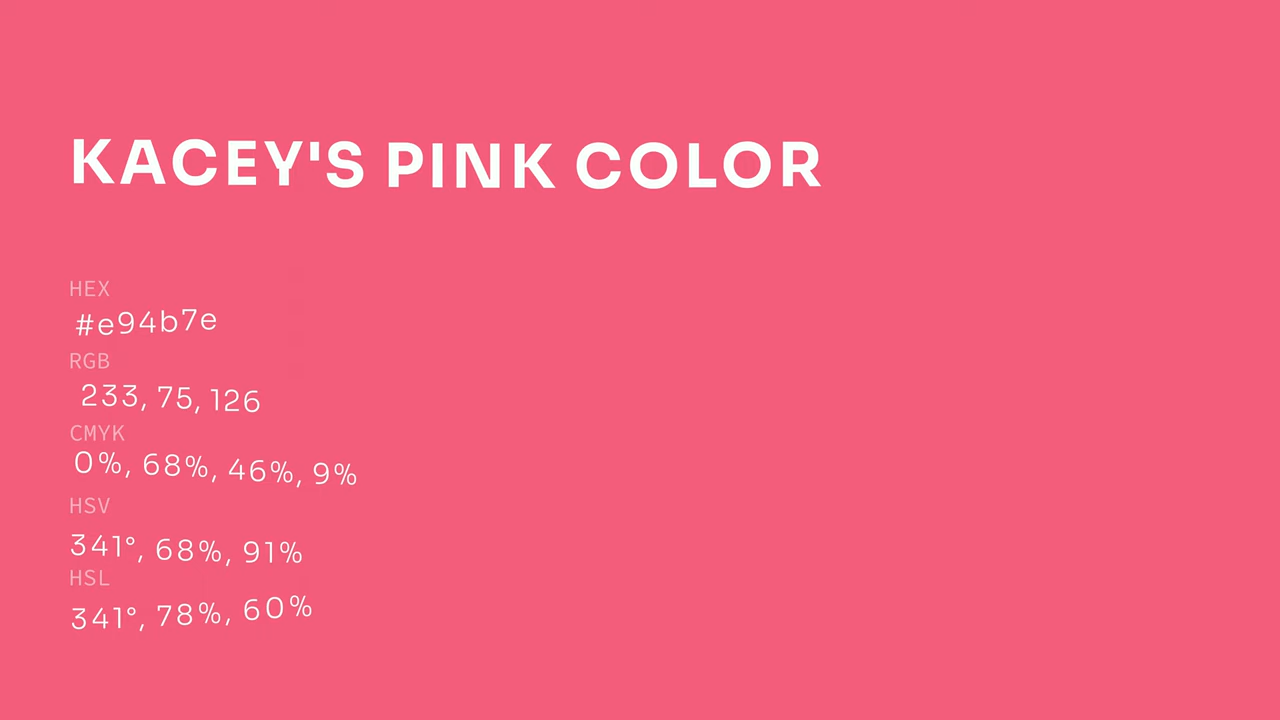 KACEY'S PINK COLOR
HEX
#e94b7e
RGB
233, 75, 126
CMYK
0%, 68%, 46%, 9%
HSV
341°, 68%, 91%
HSL
341°, 78%, 60%